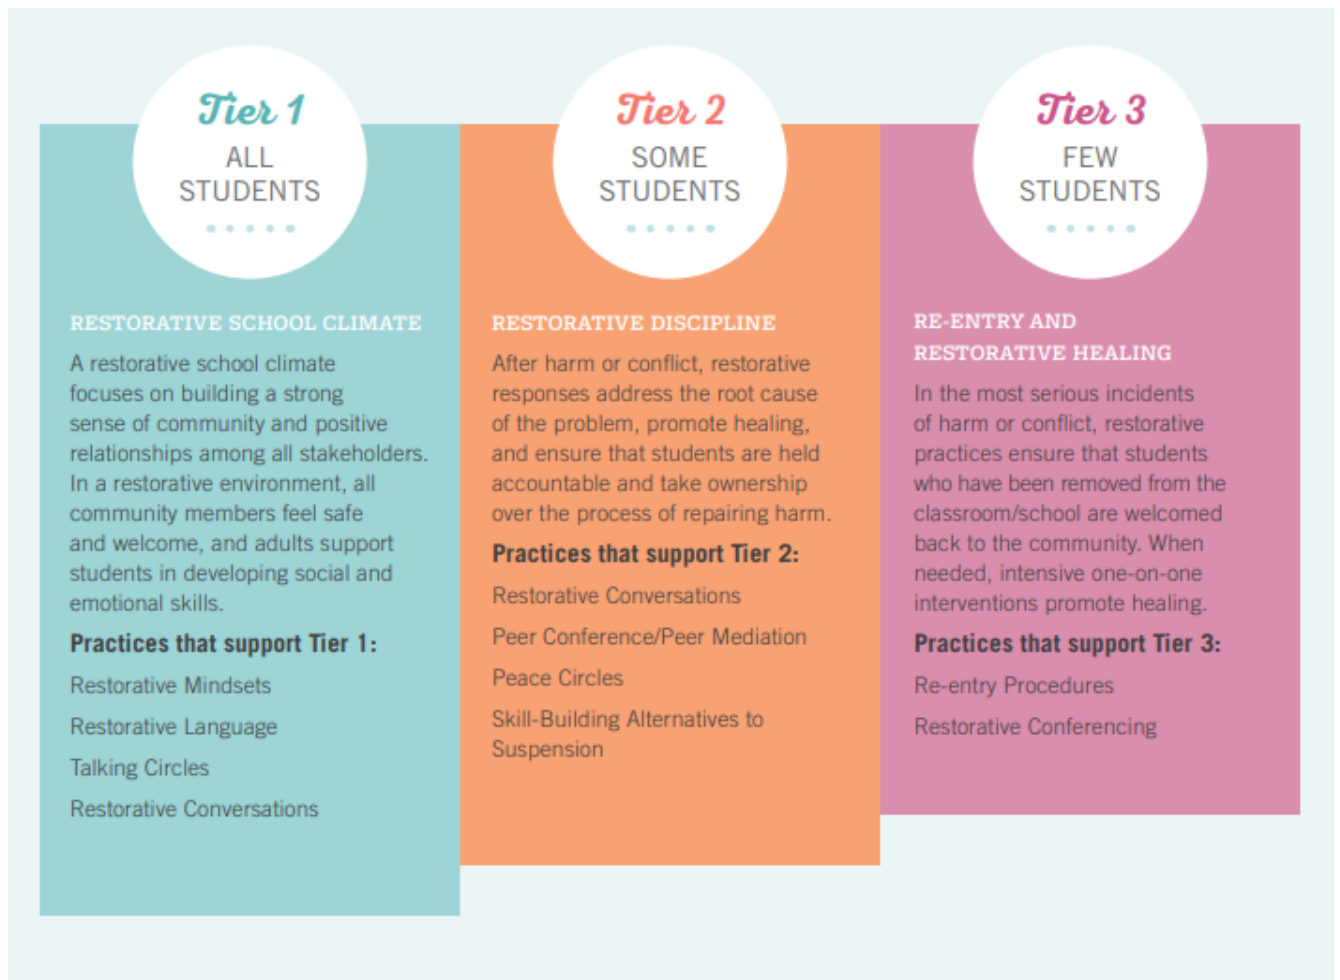 Tier 1
ALL
STUDENTS
RESTORATIVE SCHOOL CLIMATE
A restorative school climate
focuses on building a strong
sense of community and positive
relationships among all stakeholders.
In a restorative environment, all
community members feel safe
and welcome, and adults support
students in developing social and
emotional skills.
Practices that support Tier 1:
Restorative Mindsets
Restorative Language
Talking Circles
Restorative Conversations
Tier 2
SOME
STUDENTS
RESTORATIVE DISCIPLINE
After harm or conflict, restorative
responses address the root cause
of the problem, promote healing,
and ensure that students are held
accountable and take ownership
over the process of repairing harm.
Practices that support Tier 2:
Restorative Conversations
Peer Conference/Peer Mediation
Peace Circles
Skill-Building Alternatives to
Suspension
Tier 3
FEW
STUDENTS
RE-ENTRY AND
RESTORATIVE HEALING
In the most serious incidents
of harm or conflict, restorative
practices ensure that students
who have been removed from the
classroom/school are welcomed
back to the community. When
needed, intensive one-on-one
interventions promote healing.
Practices that support Tier 3:
Re-entry Procedures
Restorative Conferencing